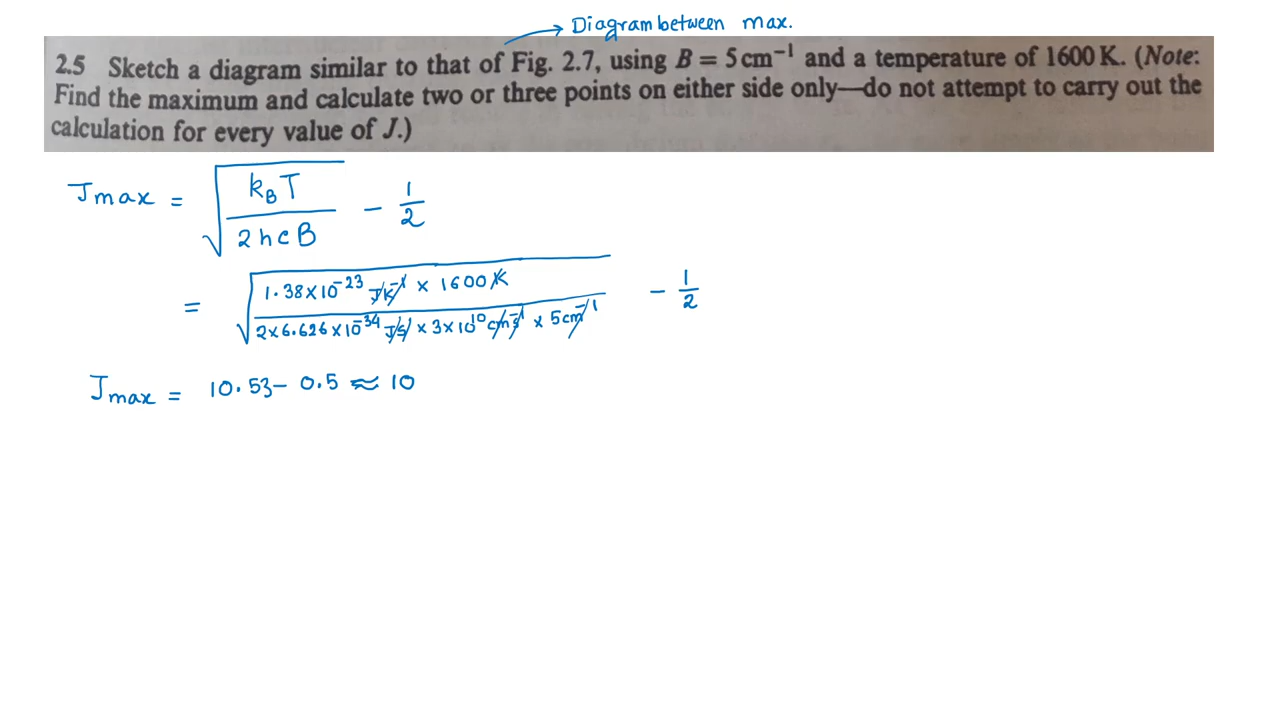 Diagram between max.
2.5 Sketch a diagram similar to that of Fig. 2.7, using B = 5 cm⁻¹ and a temperature of 1600 K. (Note:
Find the maximum and calculate two or three points on either side only—do not attempt to carry out the
calculation for every value of J.)
Jmax = √(k_B T / 2hcB) − 1/2
= √(1.38×10⁻²³ JK⁻¹ × 1600K / 2×6.626×10⁻³⁴ Js × 3×10¹⁰ cms⁻¹ × 5cm⁻¹) − 1/2
Jmax = 10.53 − 0.5 ≈ 10